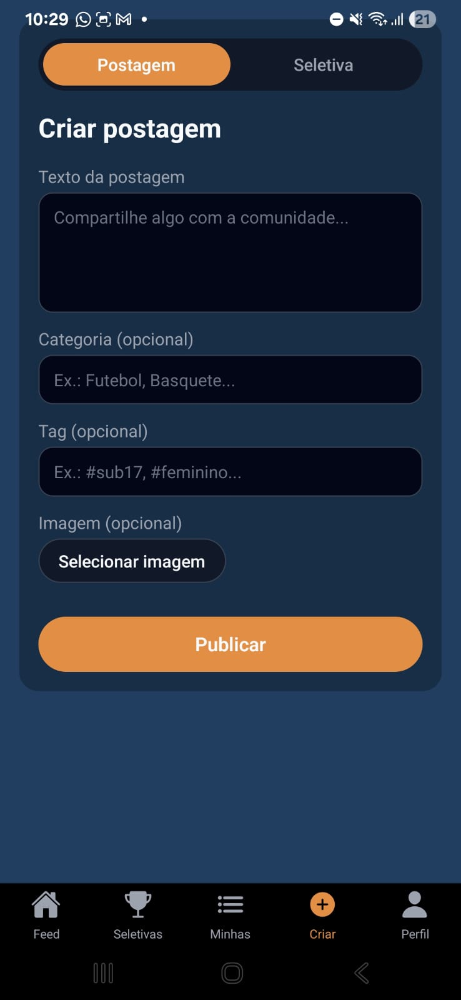 10:29
21
Postagem Seletiva
Criar postagem
Texto da postagem
Compartilhe algo com a comunidade...
Categoria (opcional)
Ex.: Futebol, Basquete...
Tag (opcional)
Ex.: #sub17, #feminino...
Imagem (opcional)
Selecionar imagem
Publicar
Feed Seletivas Minhas Criar Perfil